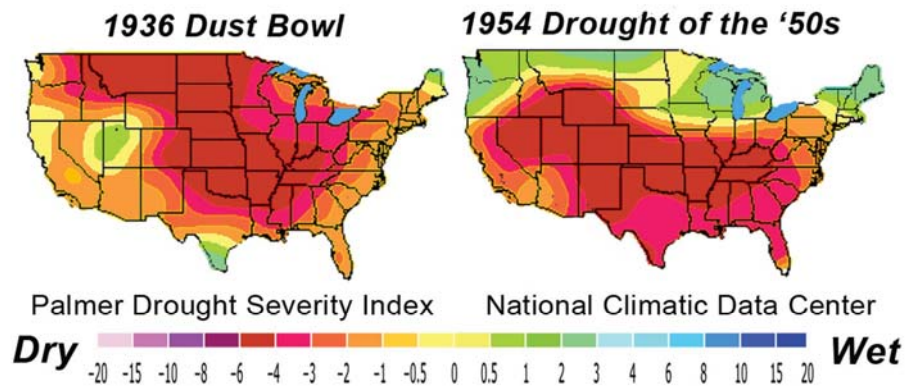 1936 Dust Bowl
1954 Drought of the ‘50s
Palmer Drought Severity Index
National Climatic Data Center
Dry
-20 -15 -10 -8 -6 -4 -3 -2 -1 -0.5 0 0.5 1 2 3 4 6 8 10 15 20
Wet